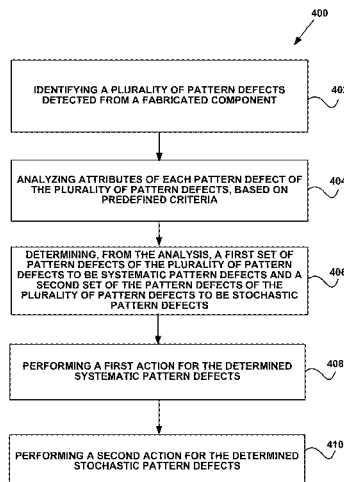 400
IDENTIFYING A PLURALITY OF PATTERN DEFECTS
DETECTED FROM A FABRICATED COMPONENT
402
ANALYZING ATTRIBUTES OF EACH PATTERN DEFECT OF
THE PLURALITY OF PATTERN DEFECTS, BASED ON
PREDEFINED CRITERIA
404
DETERMINING, FROM THE ANALYSIS, A FIRST SET OF
PATTERN DEFECTS OF THE PLURALITY OF PATTERN
DEFECTS TO BE SYSTEMATIC PATTERN DEFECTS AND A
SECOND SET OF THE PATTERN DEFECTS OF THE
PLURALITY OF PATTERN DEFECTS TO BE STOCHASTIC
PATTERN DEFECTS
406
PERFORMING A FIRST ACTION FOR THE DETERMINED
SYSTEMATIC PATTERN DEFECTS
408
PERFORMING A SECOND ACTION FOR THE DETERMINED
STOCHASTIC PATTERN DEFECTS
410